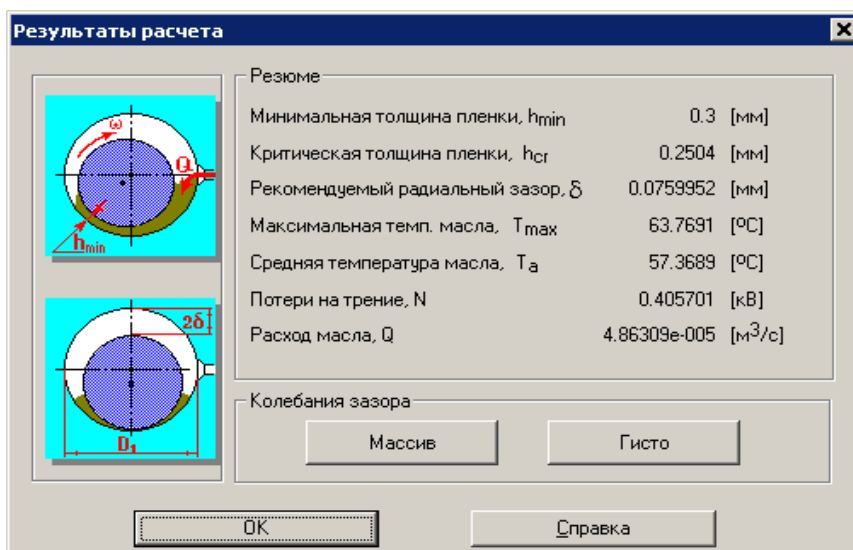 Результаты расчета
ω
Q
hmin
2δ
D1
Резюме
Минимальная толщина пленки, hmin 0.3 [мм]
Критическая толщина пленки, hcr 0.2504 [мм]
Рекомендуемый радиальный зазор, δ 0.0759952 [мм]
Максимальная темп. масла, Tmax 63.7691 [ºC]
Средняя температура масла, Ta 57.3689 [ºC]
Потери на трение, N 0.405701 [кВ]
Расход масла, Q 4.86309e-005 [м3/с]
Колебания зазора
Массив Гисто
OK Справка